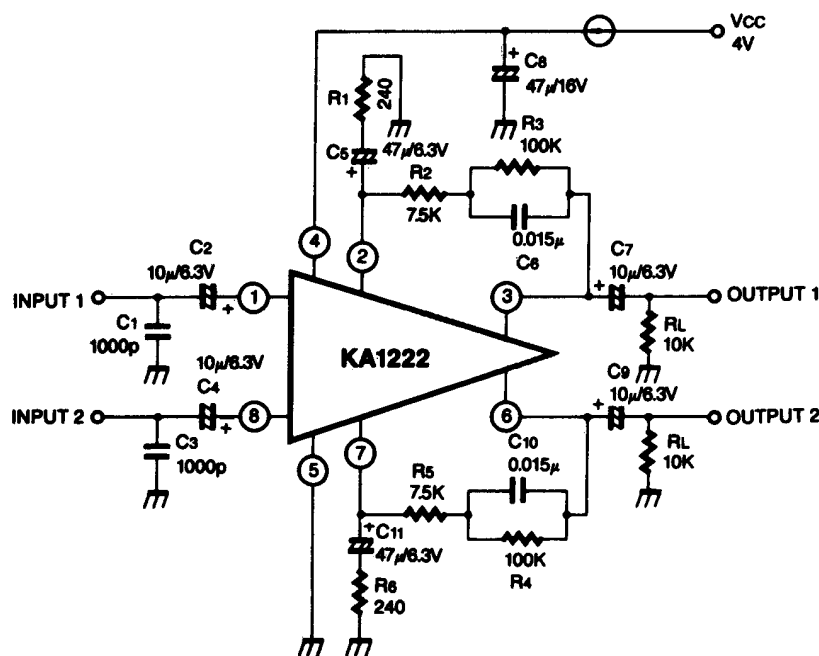 VCC
4V
C8
47μ/16V
R1
240
C5
47μ/6.3V
R3
100K
R2
7.5K
0.015μ
C6
4
2
C2
10μ/6.3V
C7
10μ/6.3V
INPUT 1
1
3
OUTPUT 1
C1
1000p
RL
10K
KA1222
10μ/6.3V
C4
C9
10μ/6.3V
INPUT 2
8
6
OUTPUT 2
C3
1000p
5
7
C10
0.015μ
RL
10K
R5
7.5K
C11
47μ/6.3V
100K
R4
R6
240